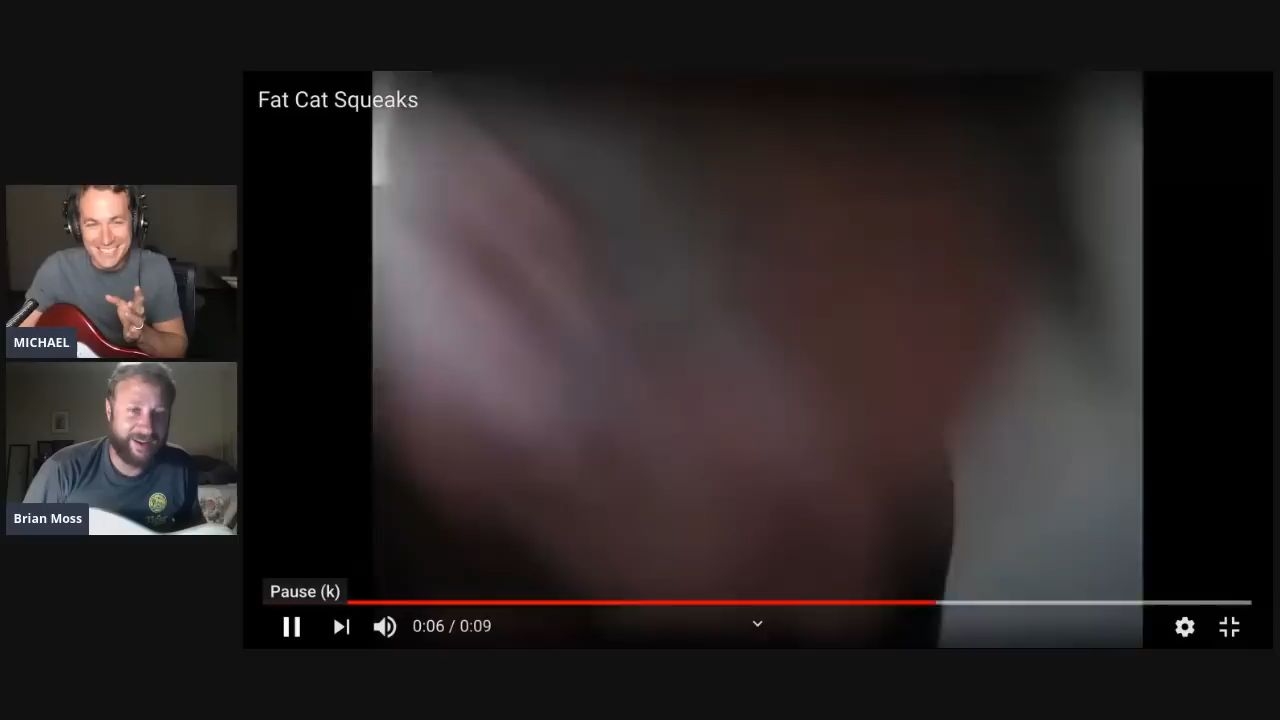 Fat Cat Squeaks
MICHAEL
Brian Moss
Pause (k)
0:06 / 0:09